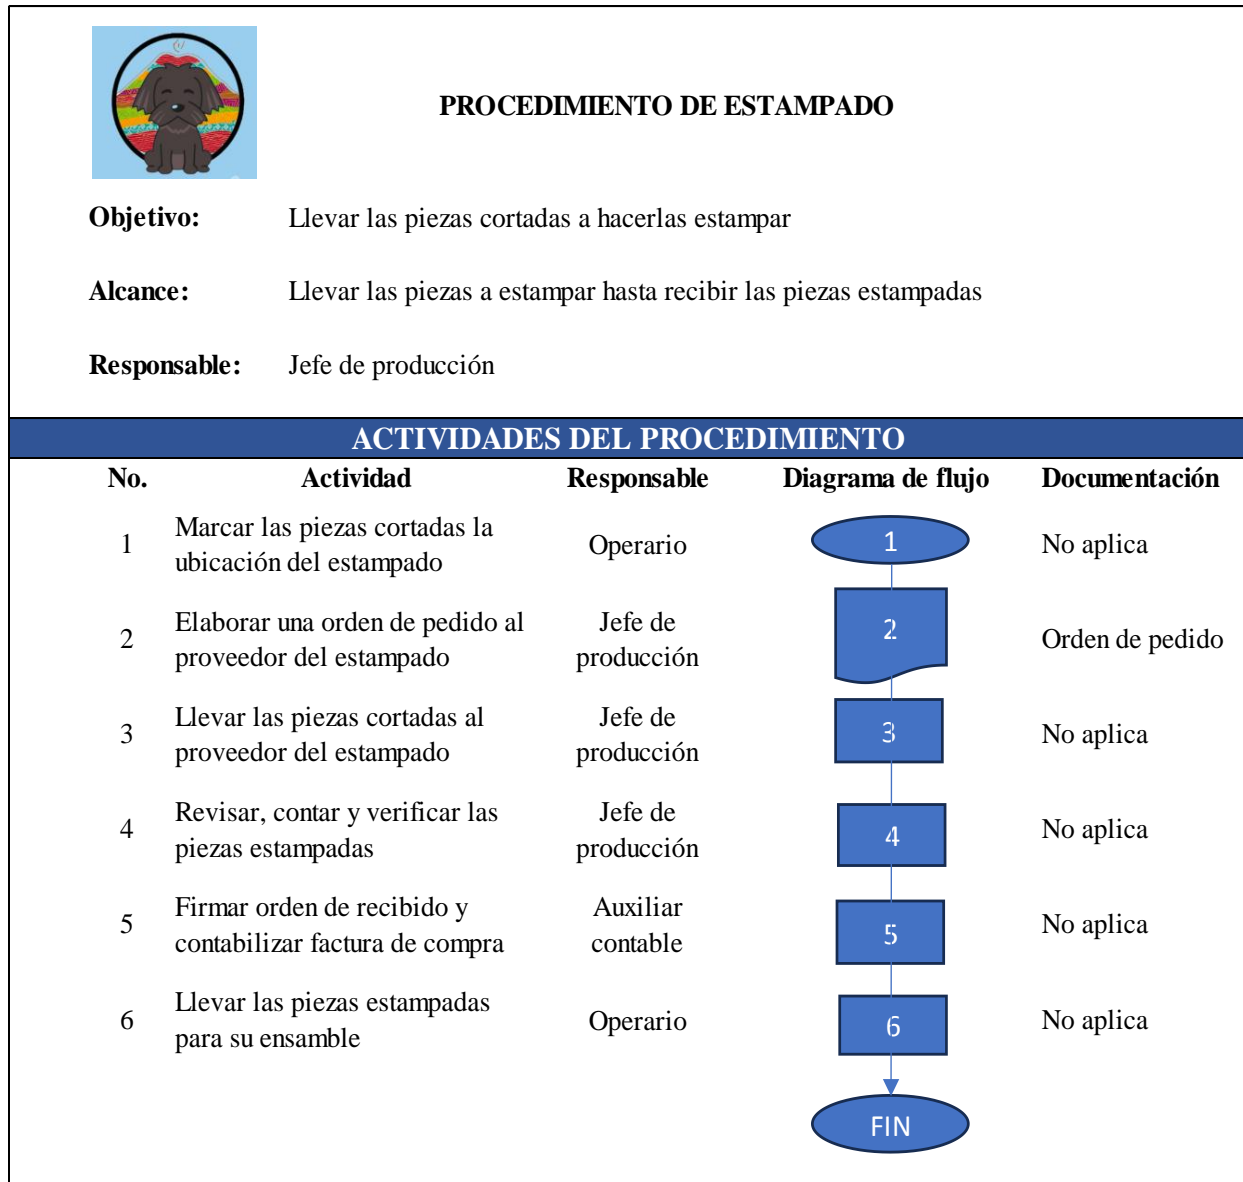 PROCEDIMIENTO DE ESTAMPADO
Objetivo: Llevar las piezas cortadas a hacerlas estampar
Alcance: Llevar las piezas a estampar hasta recibir las piezas estampadas
Responsable: Jefe de producción
ACTIVIDADES DEL PROCEDIMIENTO
No. Actividad Responsable Diagrama de flujo Documentación
1 Marcar las piezas cortadas la
ubicación del estampado
Operario
1
No aplica
2 Elaborar una orden de pedido al
proveedor del estampado
Jefe de
producción
2
Orden de pedido
3 Llevar las piezas cortadas al
proveedor del estampado
Jefe de
producción
3
No aplica
4 Revisar, contar y verificar las
piezas estampadas
Jefe de
producción
4
No aplica
5 Firmar orden de recibido y
contabilizar factura de compra
Auxiliar
contable
5
No aplica
6 Llevar las piezas estampadas
para su ensamble
Operario
6
No aplica
FIN